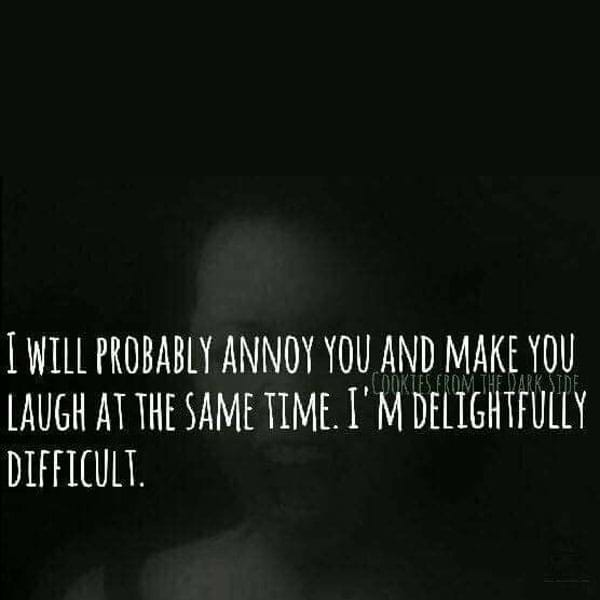 I WILL PROBABLY ANNOY YOU AND MAKE YOU
COOKIES FROM THE DARK SIDE
LAUGH AT THE SAME TIME. I'M DELIGHTFULLY
DIFFICULT.